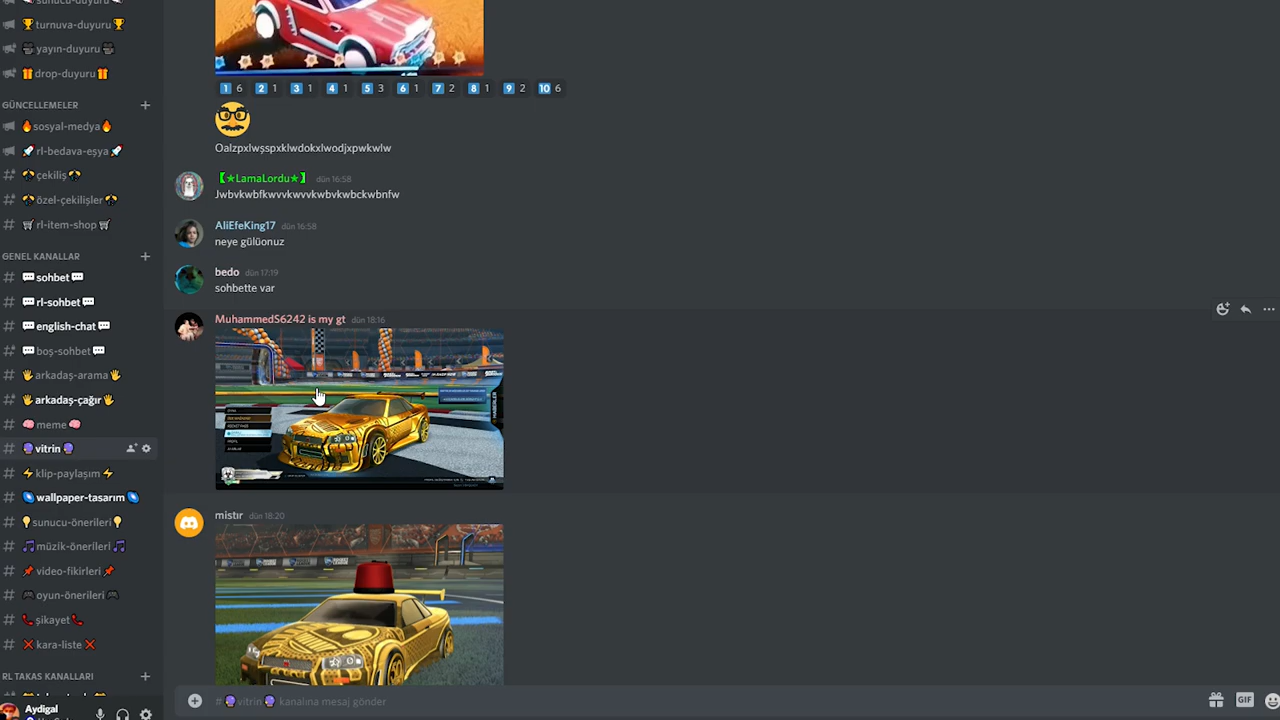 sunucu-duyuru
turnuva-duyuru
yayın-duyuru
drop-duyuru
GÜNCELLEMELER
sosyal-medya
rl-bedava-eşya
çekiliş
özel-çekilişler
rl-item-shop
GENEL KANALLAR
sohbet
rl-sohbet
english-chat
boş-sohbet
arkadaş-arama
arkadaş-çağır
meme
vitrin
klip-paylaşım
wallpaper-tasarım
sunucu-önerileri
müzik-önerileri
video-fikirleri
oyun-önerileri
şikayet
kara-liste
RL TAKAS KANALLARI
Aydigal
1 6 2 1 3 1 4 1 5 3 6 1 7 2 8 1 9 2 10 6
Oalzpxlwşspxklwdokxlwodjxpwkwlw
【★LamaLordu★】 dün 16:58
Jwbvkwbfkwvvkwvvkwbvkwbckwbnfw
AliEfeKing17 dün 16:58
neye gülüonuz
bedo dün 17:19
sohbette var
MuhammedS6242 is my gt dün 18:16
HABERLER
mistır dün 18:20
# vitrin kanalına mesaj gönder
GIF